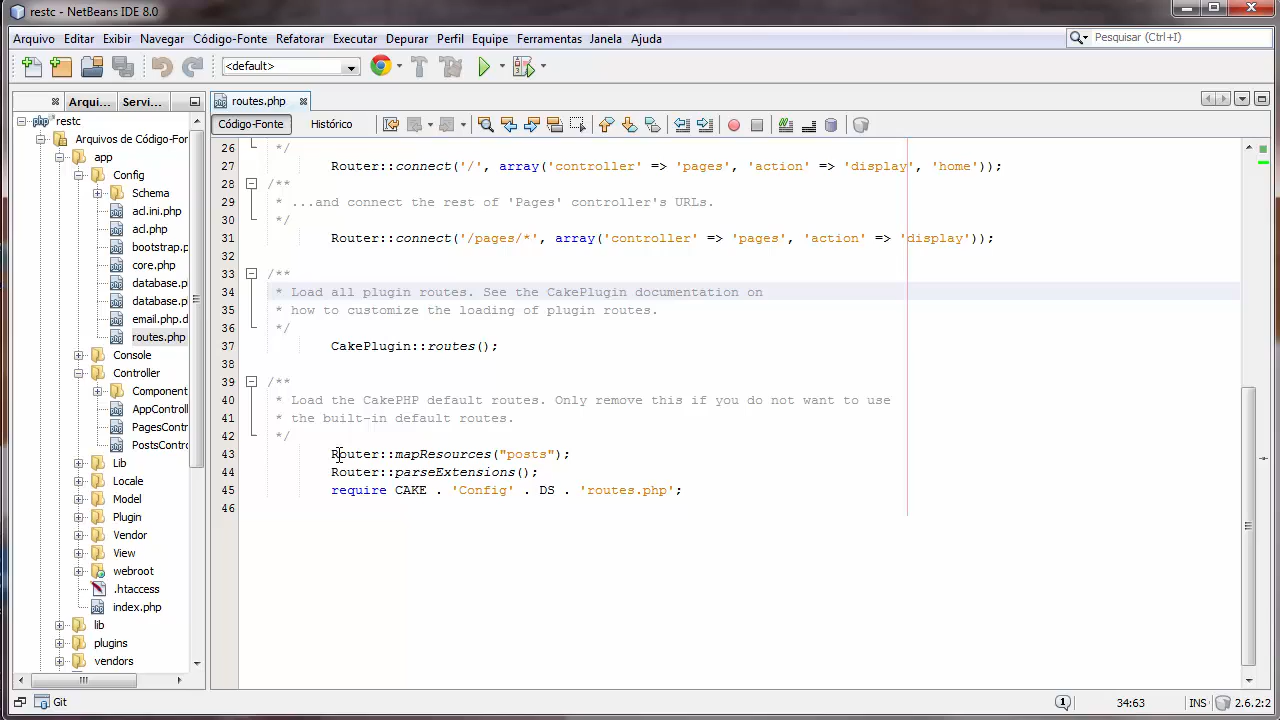 restc - NetBeans IDE 8.0
Arquivo Editar Exibir Navegar Código-Fonte Refatorar Executar Depurar Perfil Equipe Ferramentas Janela Ajuda
Pesquisar (Ctrl+I)
<default>
Arqui... Servi...
routes.php
Código-Fonte Histórico
restc
Arquivos de Código-Fon
app
Config
Schema
acl.ini.php
acl.php
bootstrap.p
core.php
database.p
database.p
email.php.d
routes.php
Console
Controller
Component
AppControl
PagesContr
PostsContr
Lib
Locale
Model
Plugin
Vendor
View
webroot
.htaccess
index.php
lib
plugins
vendors
26 */
27 Router::connect('/', array('controller' => 'pages', 'action' => 'display', 'home'));
28 /**
29 * ...and connect the rest of 'Pages' controller's URLs.
30 */
31 Router::connect('/pages/*', array('controller' => 'pages', 'action' => 'display'));
32
33 /**
34 * Load all plugin routes. See the CakePlugin documentation on
35 * how to customize the loading of plugin routes.
36 */
37 CakePlugin::routes();
38
39 /**
40 * Load the CakePHP default routes. Only remove this if you do not want to use
41 * the built-in default routes.
42 */
43 Router::mapResources("posts");
44 Router::parseExtensions();
45 require CAKE . 'Config' . DS . 'routes.php';
46
Git
1
34:63
INS
2.6.2:2